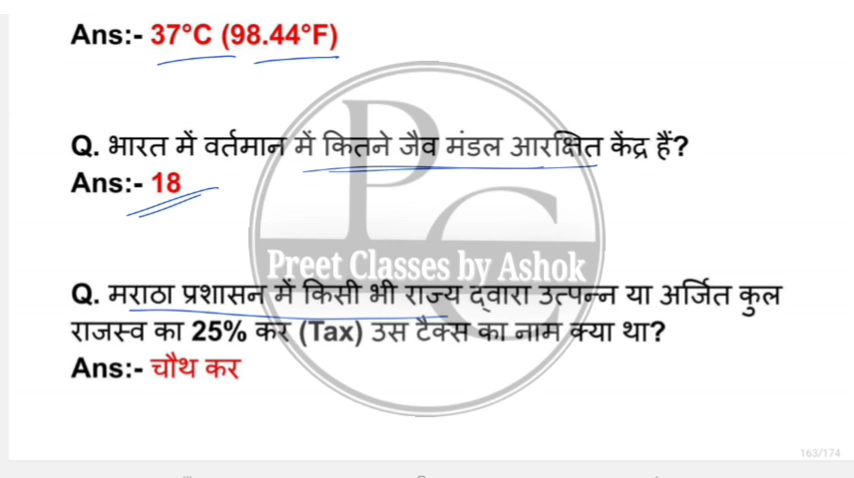 Ans:- 37°C (98.44°F)
Q. भारत में वर्तमान में कितने जैव मंडल आरक्षित केंद्र हैं?
Ans:- 18
Preet Classes by Ashok
Q. मराठा प्रशासन में किसी भी राज्य द्वारा उत्पन्न या अर्जित कुल
राजस्व का 25% कर (Tax) उस टैक्स का नाम क्या था?
Ans:- चौथ कर
163/174